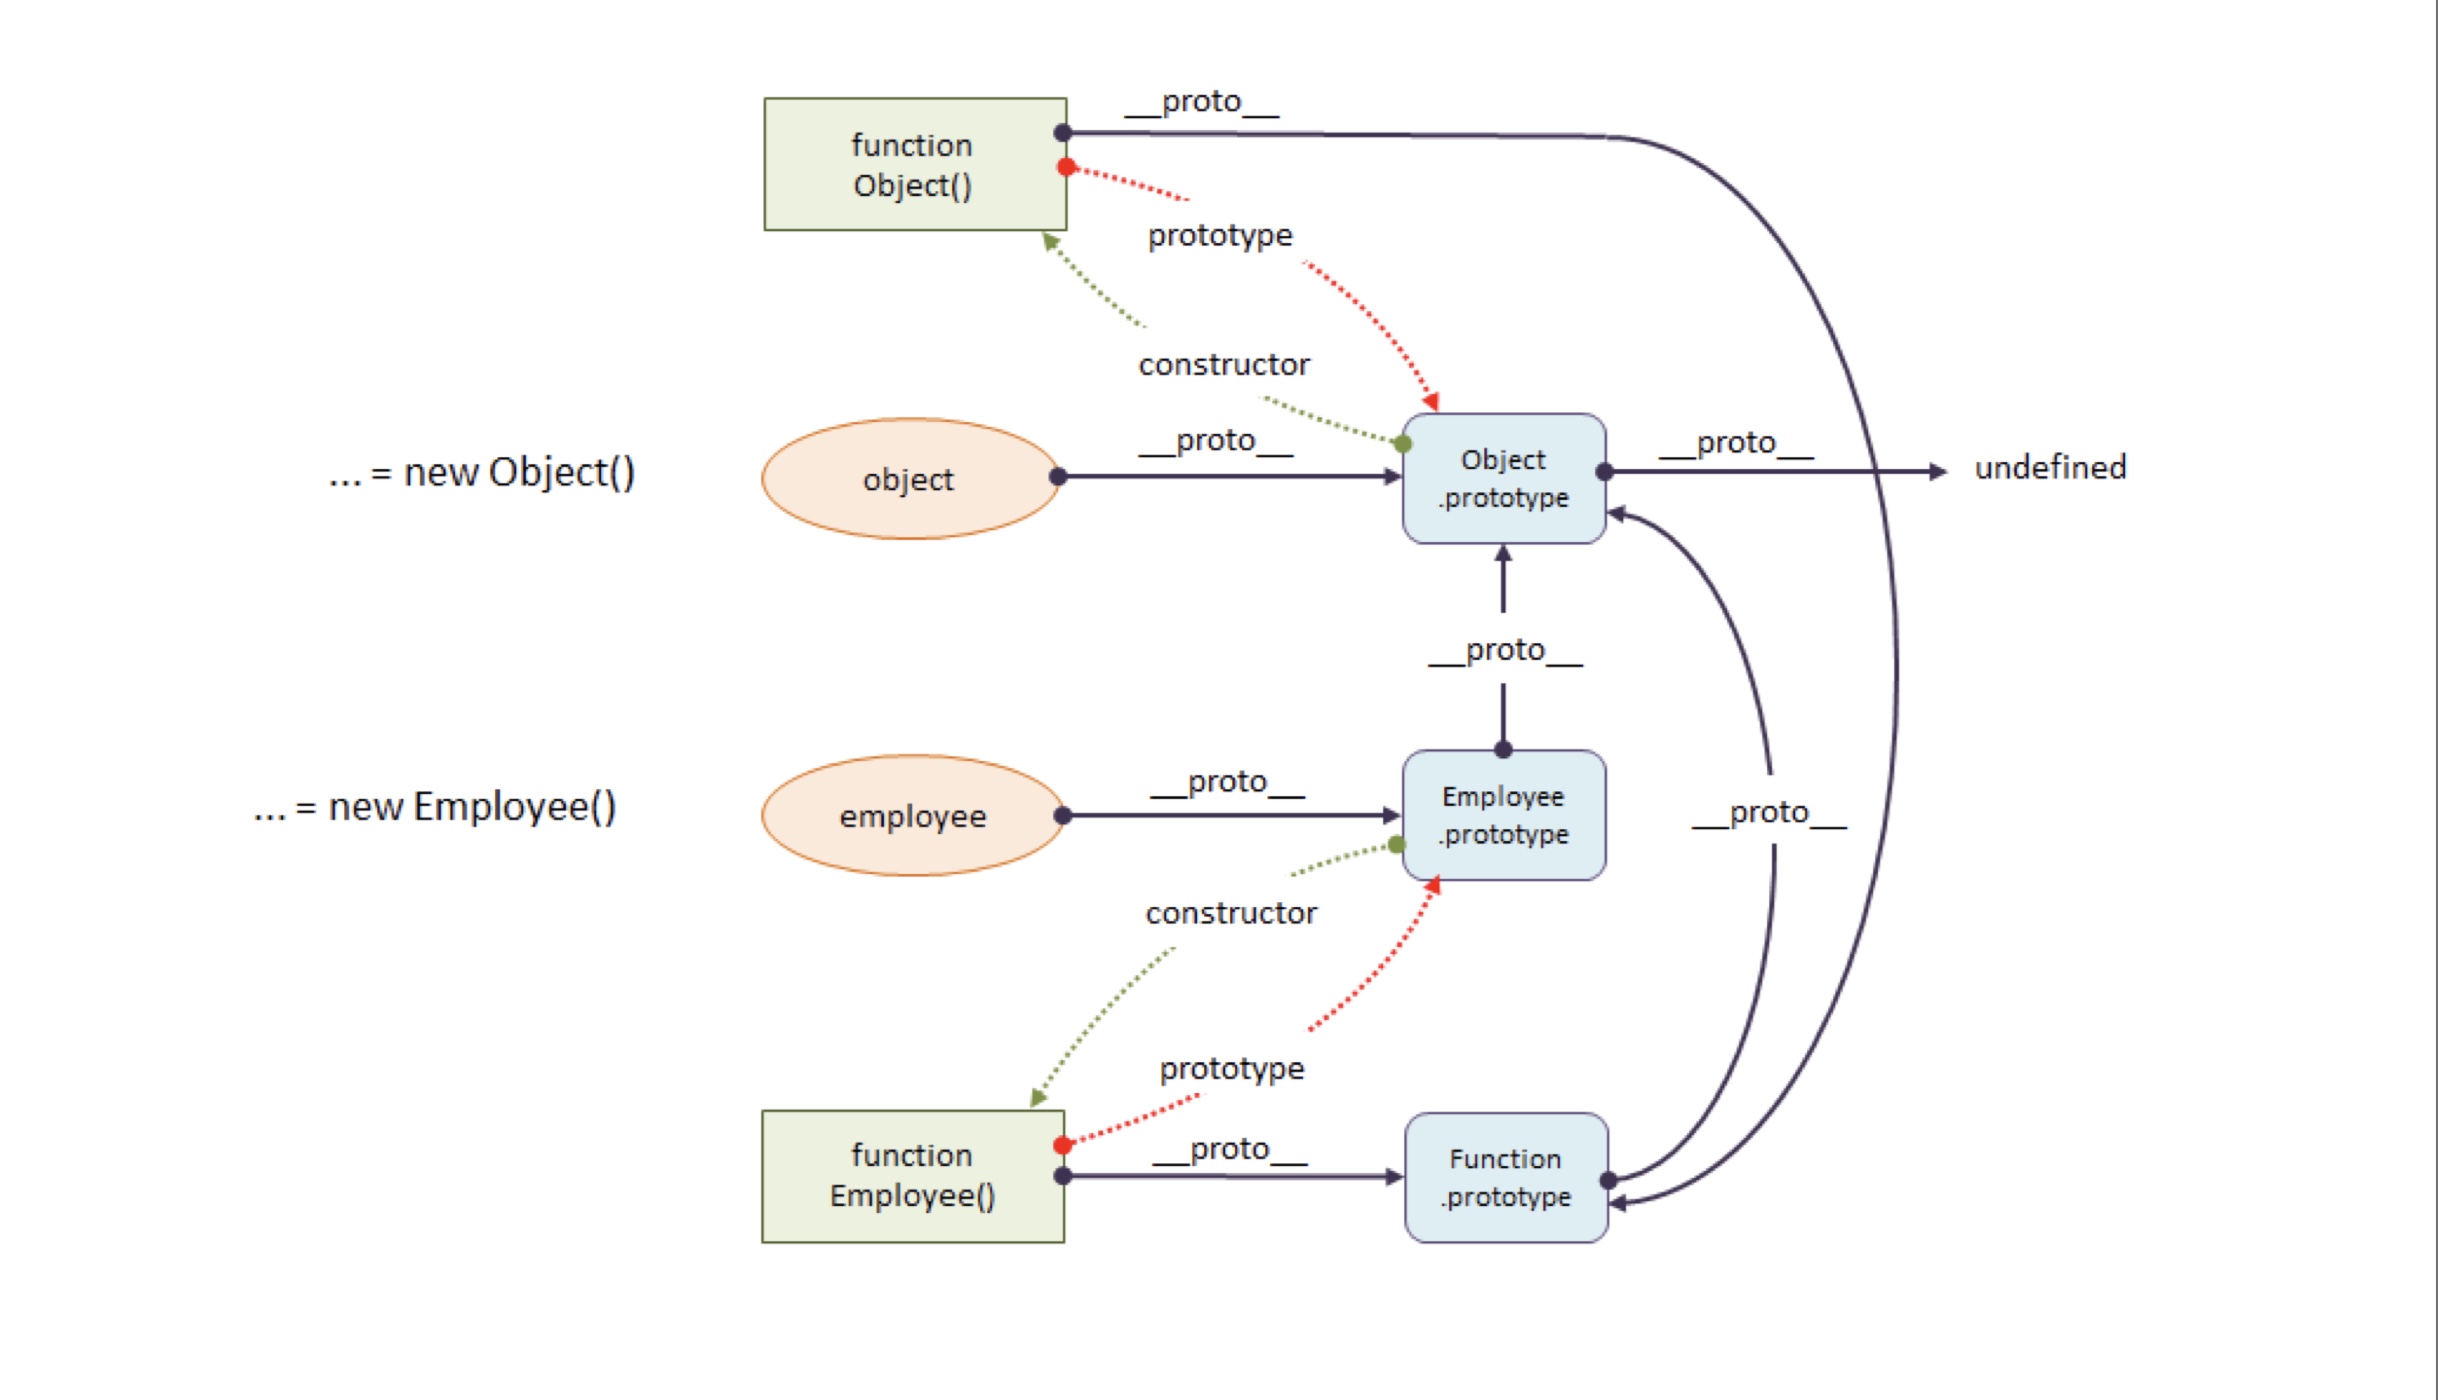 __proto__
function
Object()
prototype
constructor
... = new Object()
object
__proto__
Object
.prototype
__proto__
undefined
__proto__
... = new Employee()
employee
__proto__
Employee
.prototype
__proto__
constructor
prototype
function
Employee()
__proto__
Function
.prototype